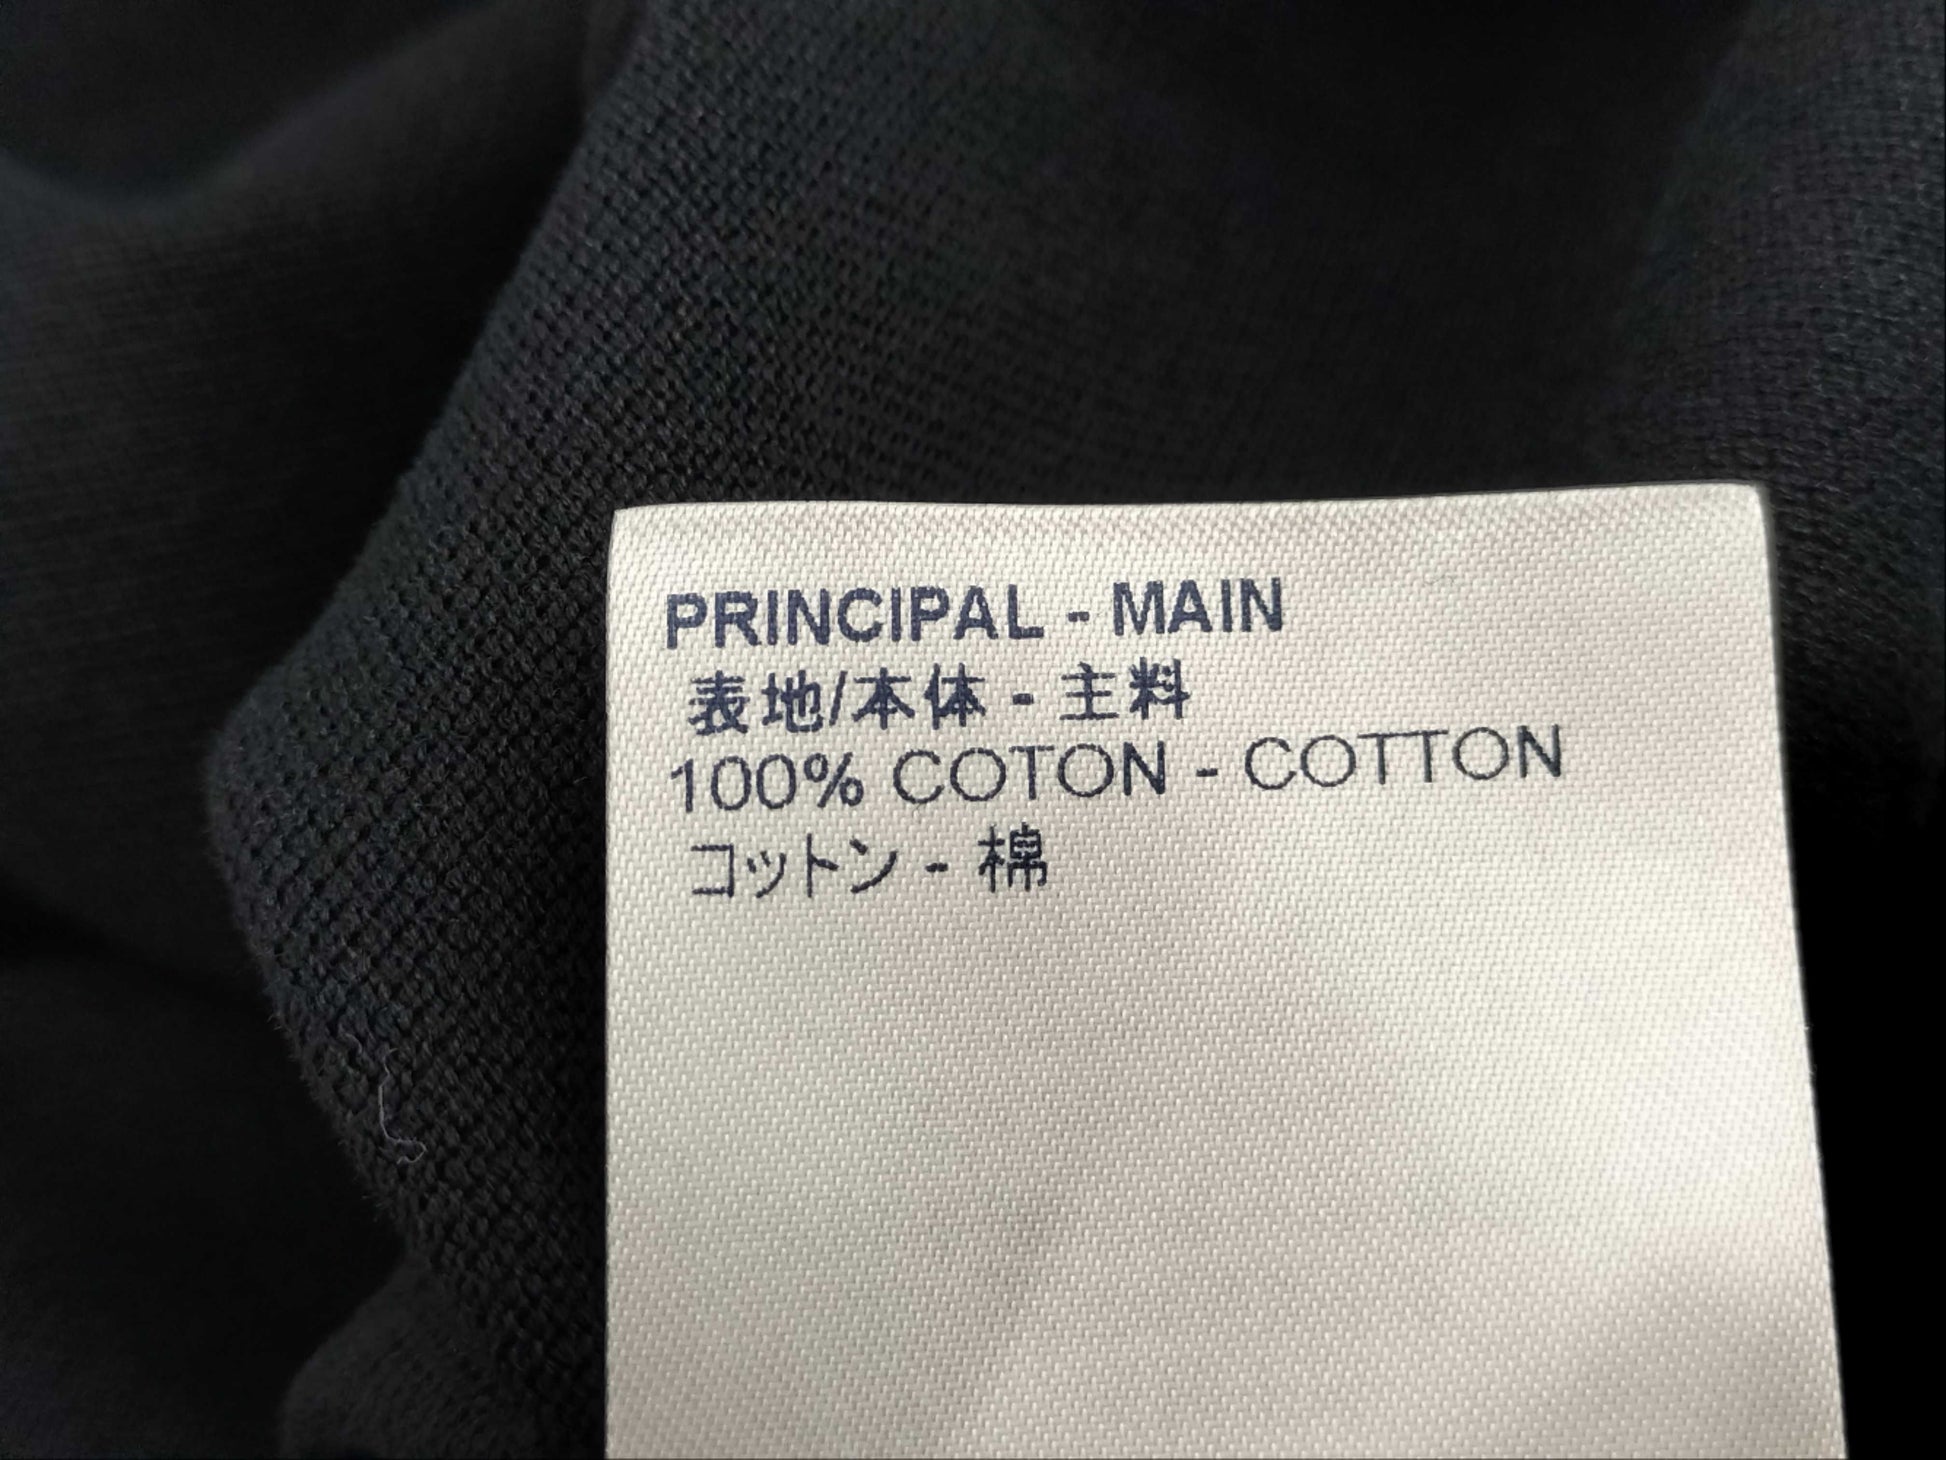 PRINCIPAL - MAIN
表地/本体 - 主料
100% COTON - COTTON
コットン - 棉